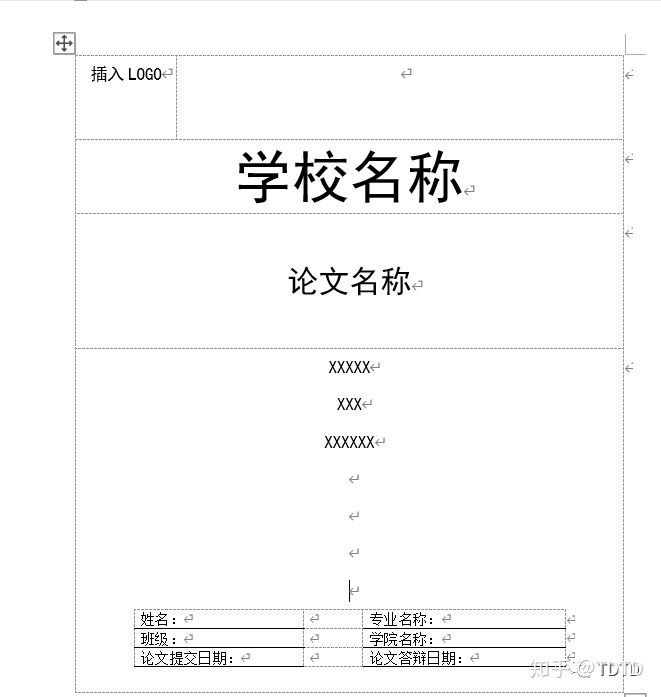 插入 LOGO
学校名称
论文名称
XXXXX
XXX
XXXXXX
姓名： 专业名称：
班级： 学院名称：
论文提交日期： 论文答辩日期：
知乎 @TDTD